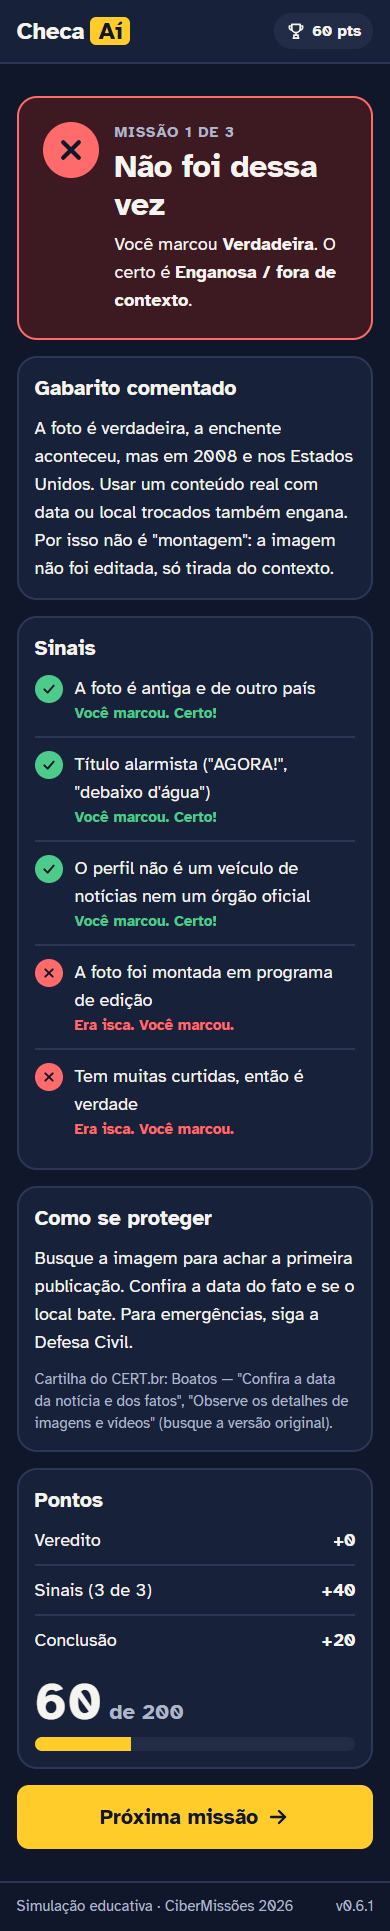 Checa Aí
60 pts
MISSÃO 1 DE 3
Não foi dessa
vez
Você marcou Verdadeira. O
certo é Enganosa / fora de
contexto.
Gabarito comentado
A foto é verdadeira, a enchente
aconteceu, mas em 2008 e nos Estados
Unidos. Usar um conteúdo real com
data ou local trocados também engana.
Por isso não é "montagem": a imagem
não foi editada, só tirada do contexto.
Sinais
A foto é antiga e de outro país
Você marcou. Certo!
Título alarmista ("AGORA!",
"debaixo d'água")
Você marcou. Certo!
O perfil não é um veículo de
notícias nem um órgão oficial
Você marcou. Certo!
A foto foi montada em programa
de edição
Era isca. Você marcou.
Tem muitas curtidas, então é
verdade
Era isca. Você marcou.
Como se proteger
Busque a imagem para achar a primeira
publicação. Confira a data do fato e se o
local bate. Para emergências, siga a
Defesa Civil.
Cartilha do CERT.br: Boatos — "Confira a data
da notícia e dos fatos", "Observe os detalhes de
imagens e vídeos" (busque a versão original).
Pontos
Veredito +0
Sinais (3 de 3) +40
Conclusão +20
60 de 200
Próxima missão →
Simulação educativa · CiberMissões 2026 v0.6.1